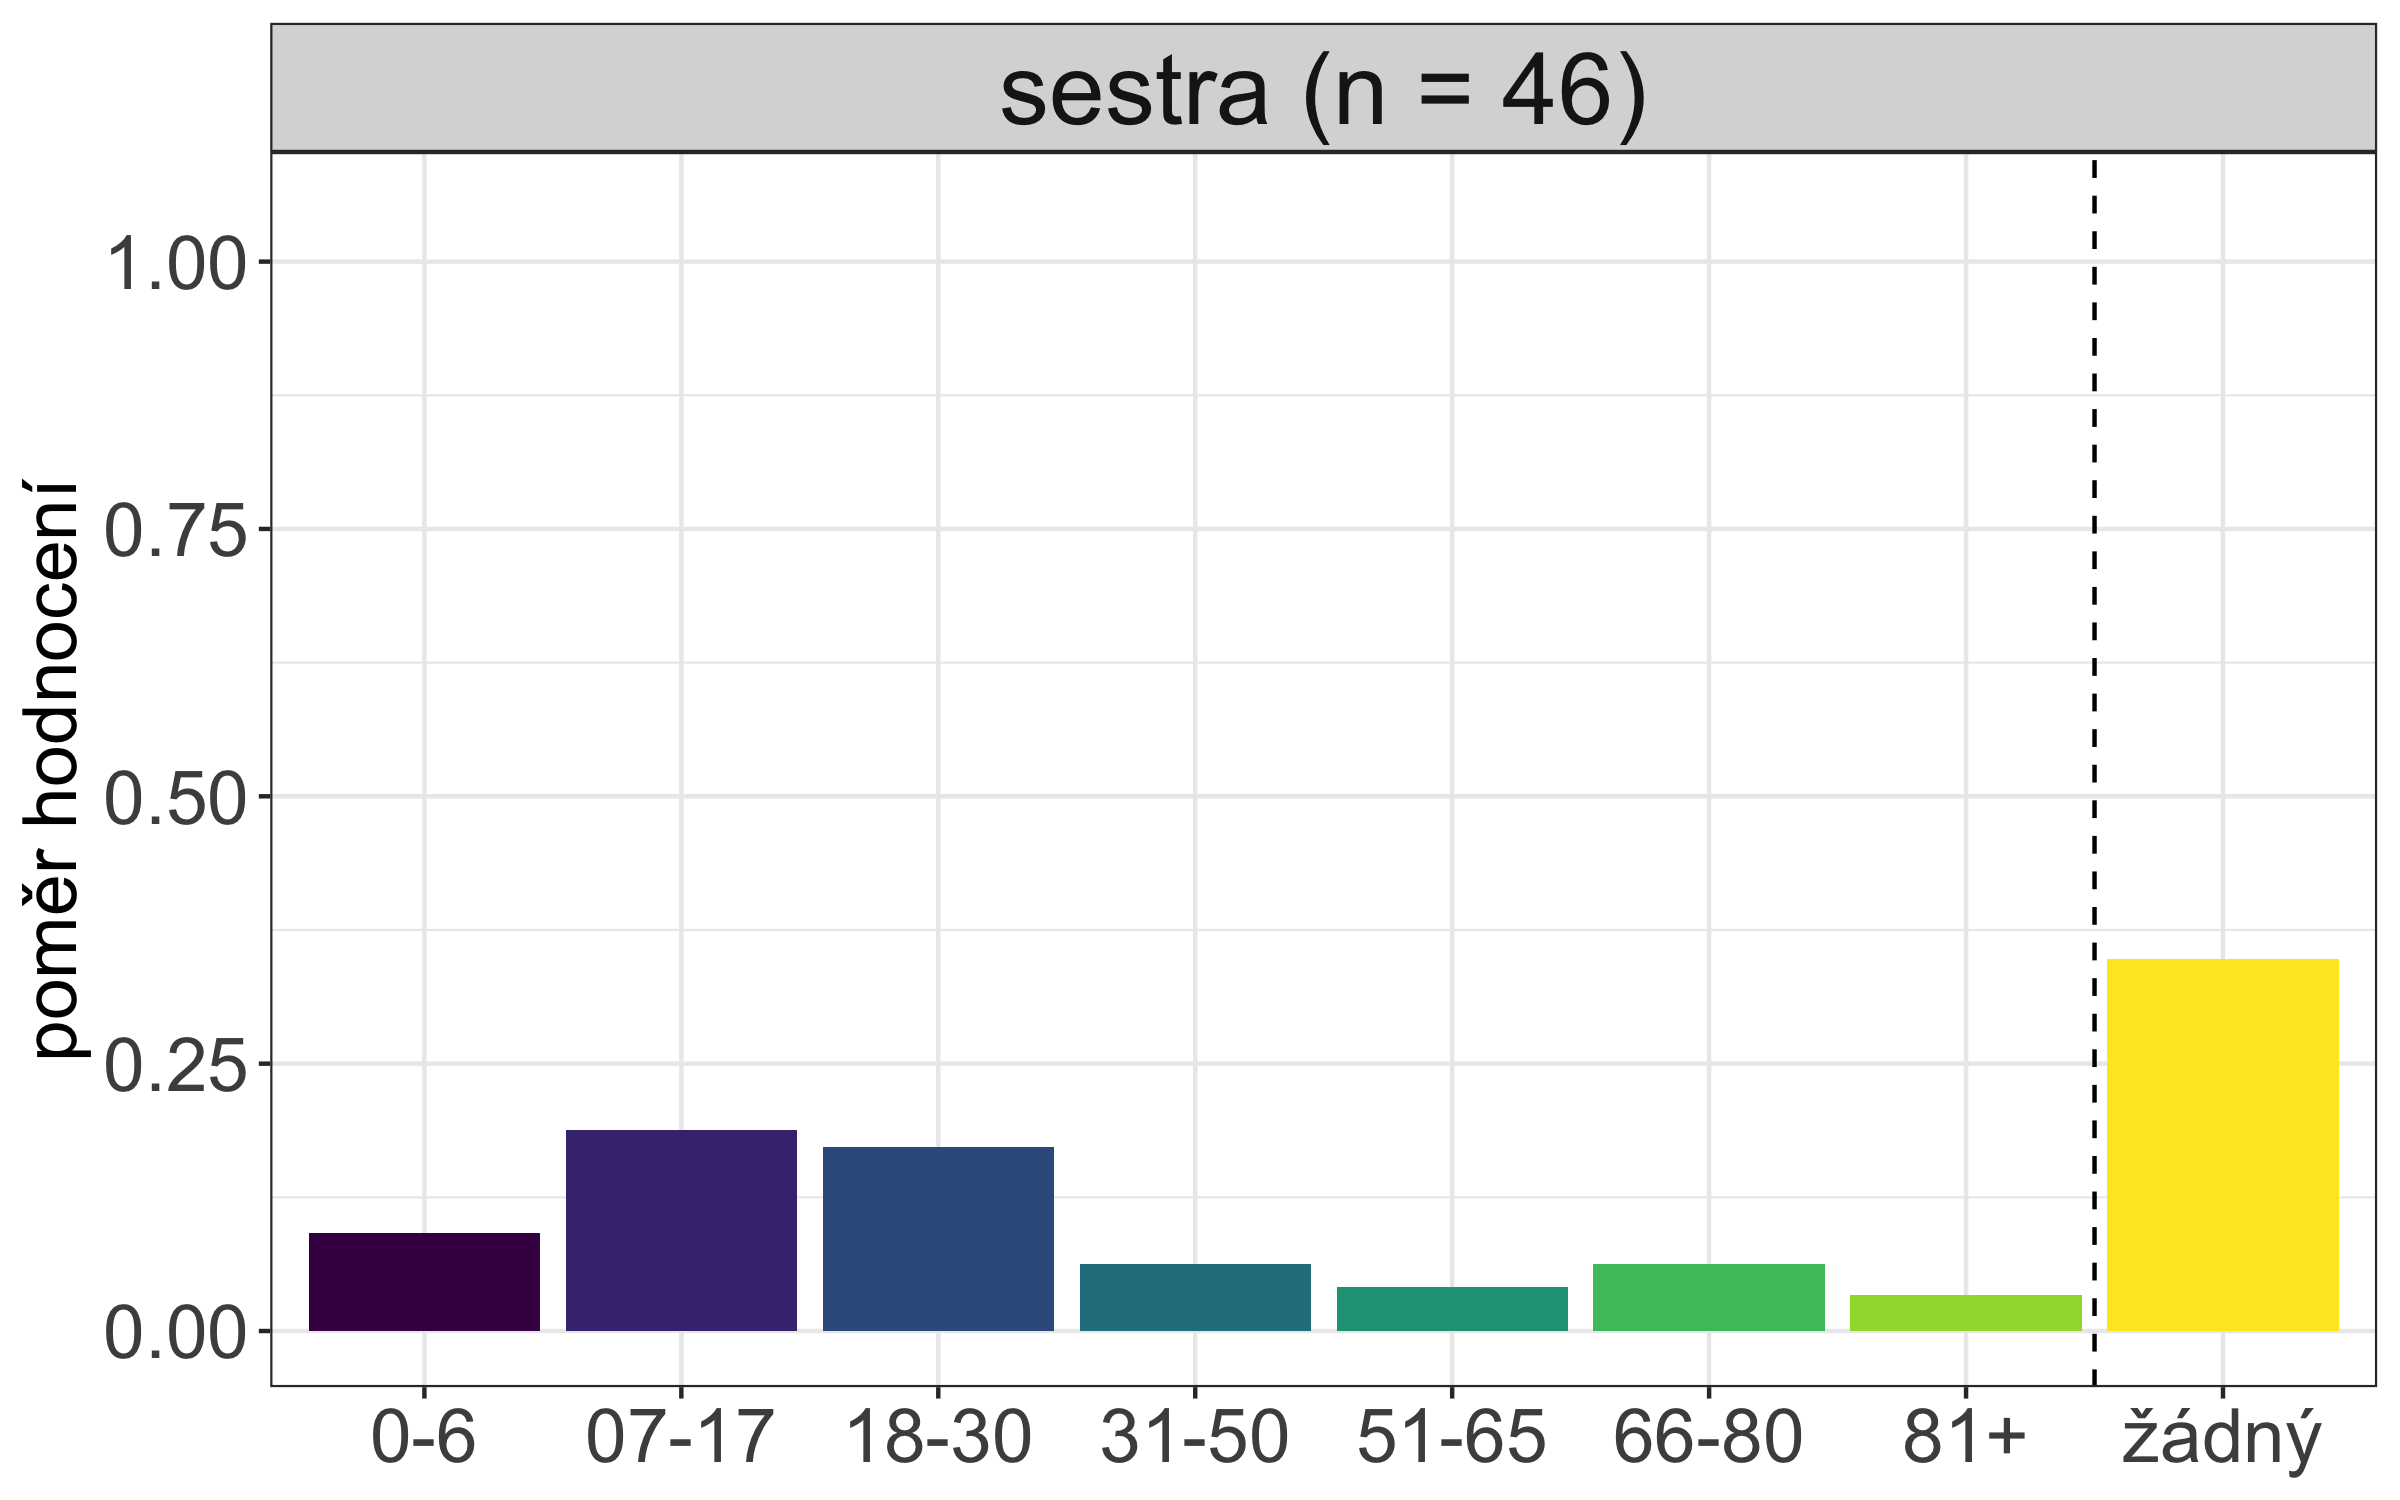 sestra (n = 46)
poměr hodnocení
1.00
0.75
0.50
0.25
0.00
0-6 07-17 18-30 31-50 51-65 66-80 81+ žádný